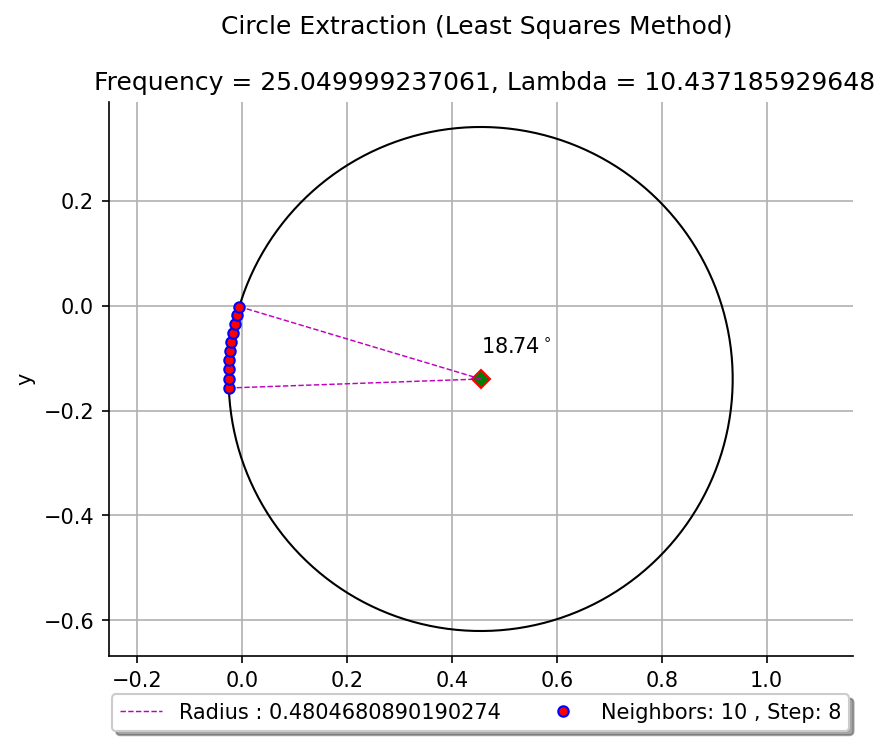 Circle Extraction (Least Squares Method)
Frequency = 25.049999237061, Lambda = 10.437185929648
0.2
0.0
−0.2
−0.4
−0.6
y
18.74°
−0.2 0.0 0.2 0.4 0.6 0.8 1.0
Radius : 0.4804680890190274 Neighbors: 10 , Step: 8